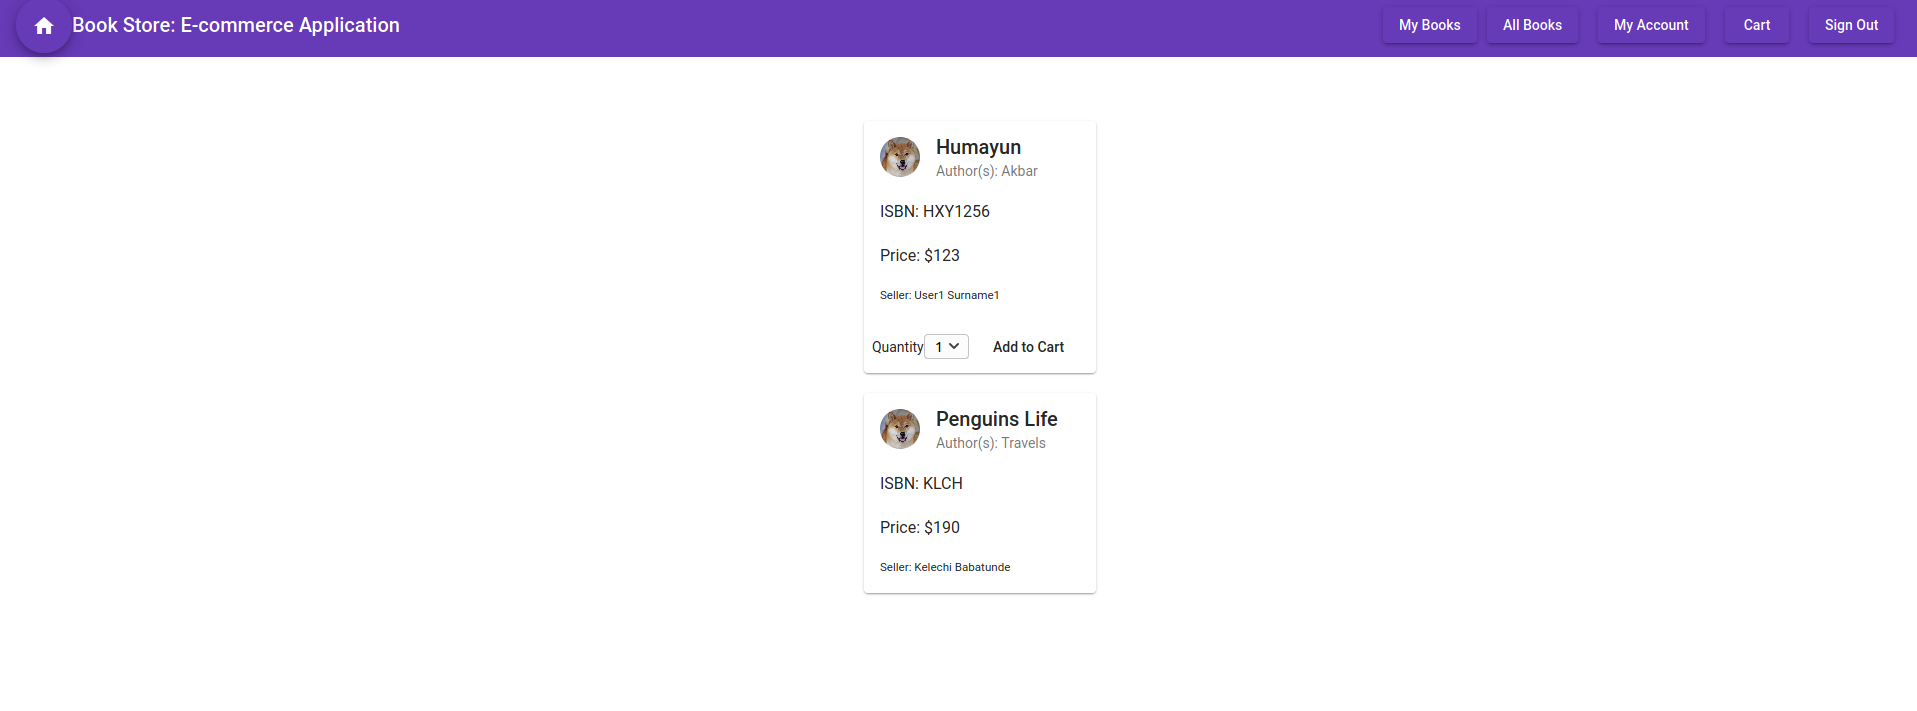 Book Store: E-commerce Application
My Books
All Books
My Account
Cart
Sign Out
Humayun
Author(s): Akbar
ISBN: HXY1256
Price: $123
Seller: User1 Surname1
Quantity 1 Add to Cart
Penguins Life
Author(s): Travels
ISBN: KLCH
Price: $190
Seller: Kelechi Babatunde